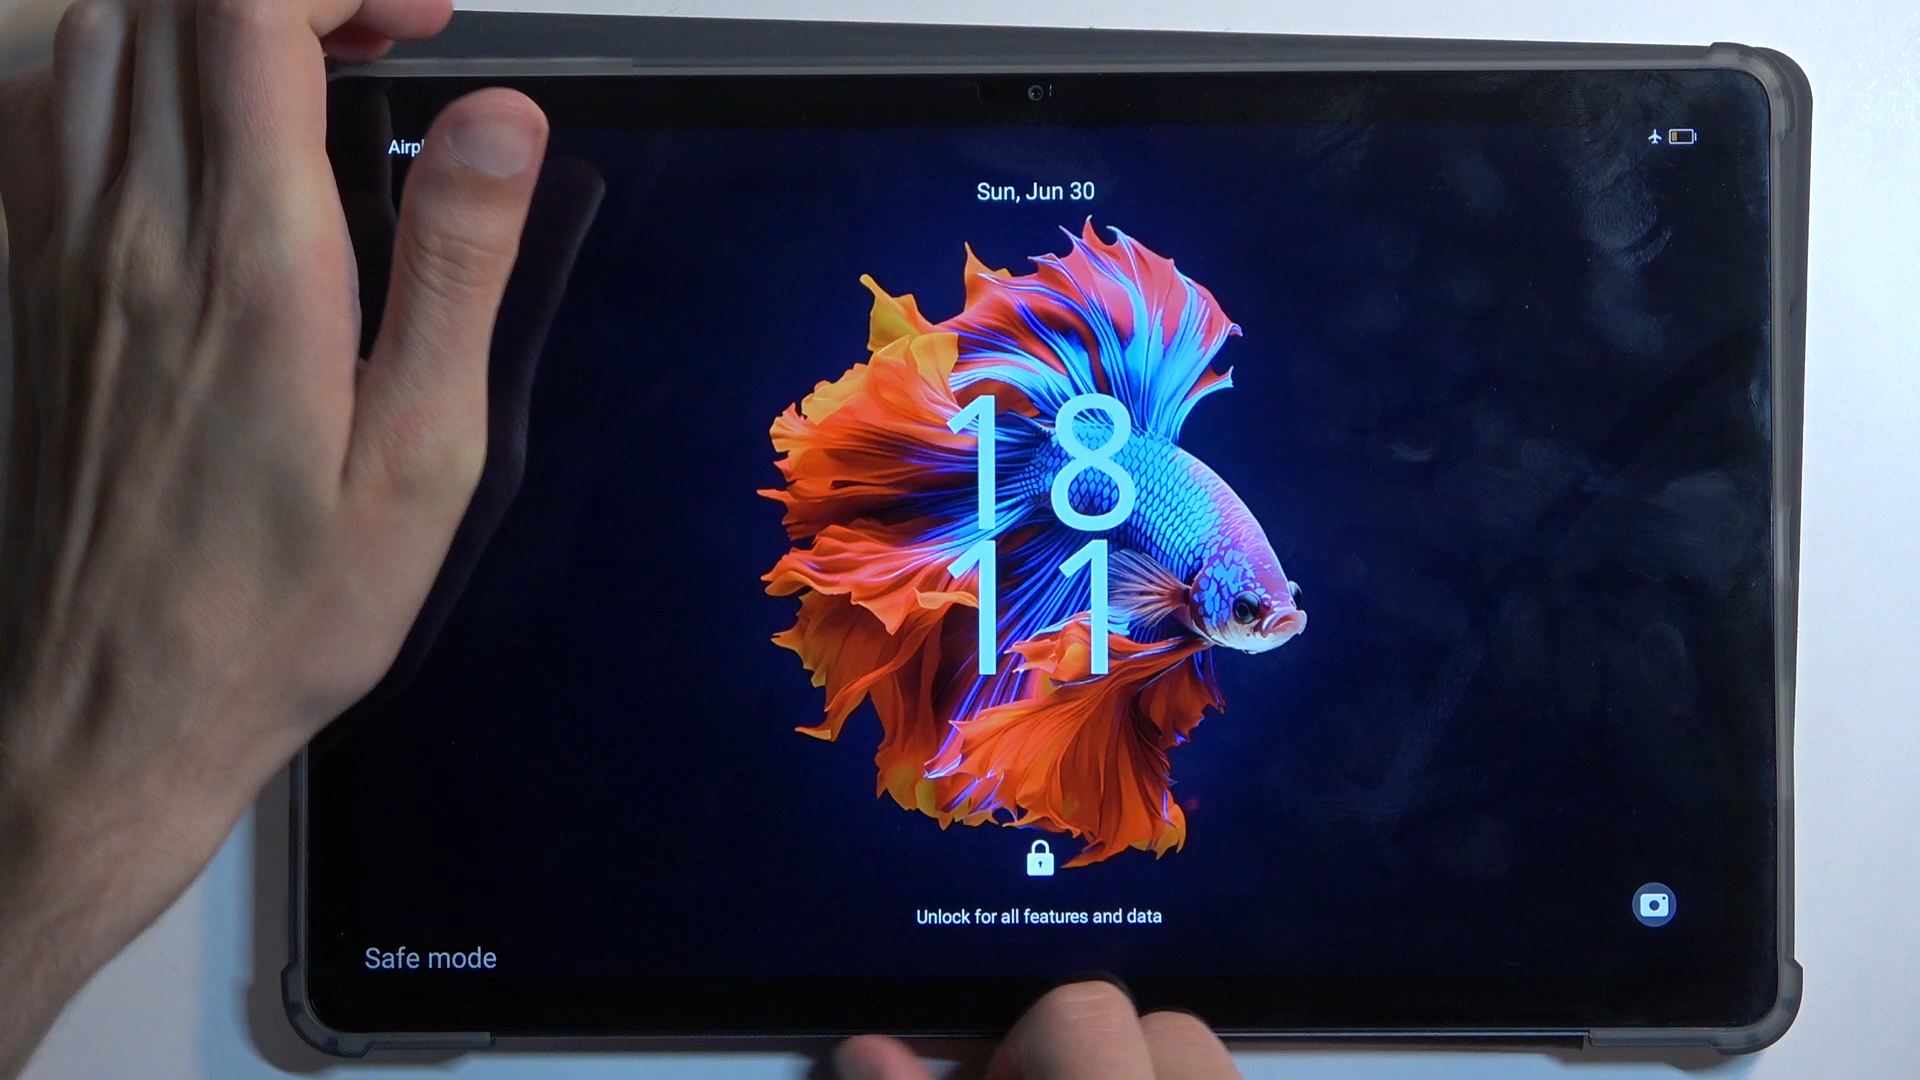 Sun, Jun 30
18
11
Unlock for all features and data
Safe mode